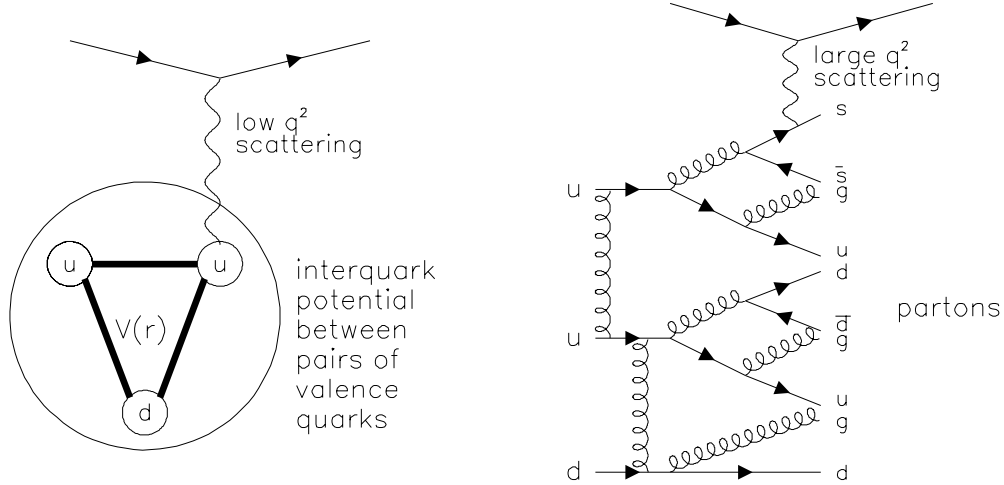 low q²
scattering
u
u
V(r)
d
interquark
potential
between
pairs of
valence
quarks
large q²
scattering
s
s̅
g
u
u
d
d̅
g
u
u
g
d
d
partons